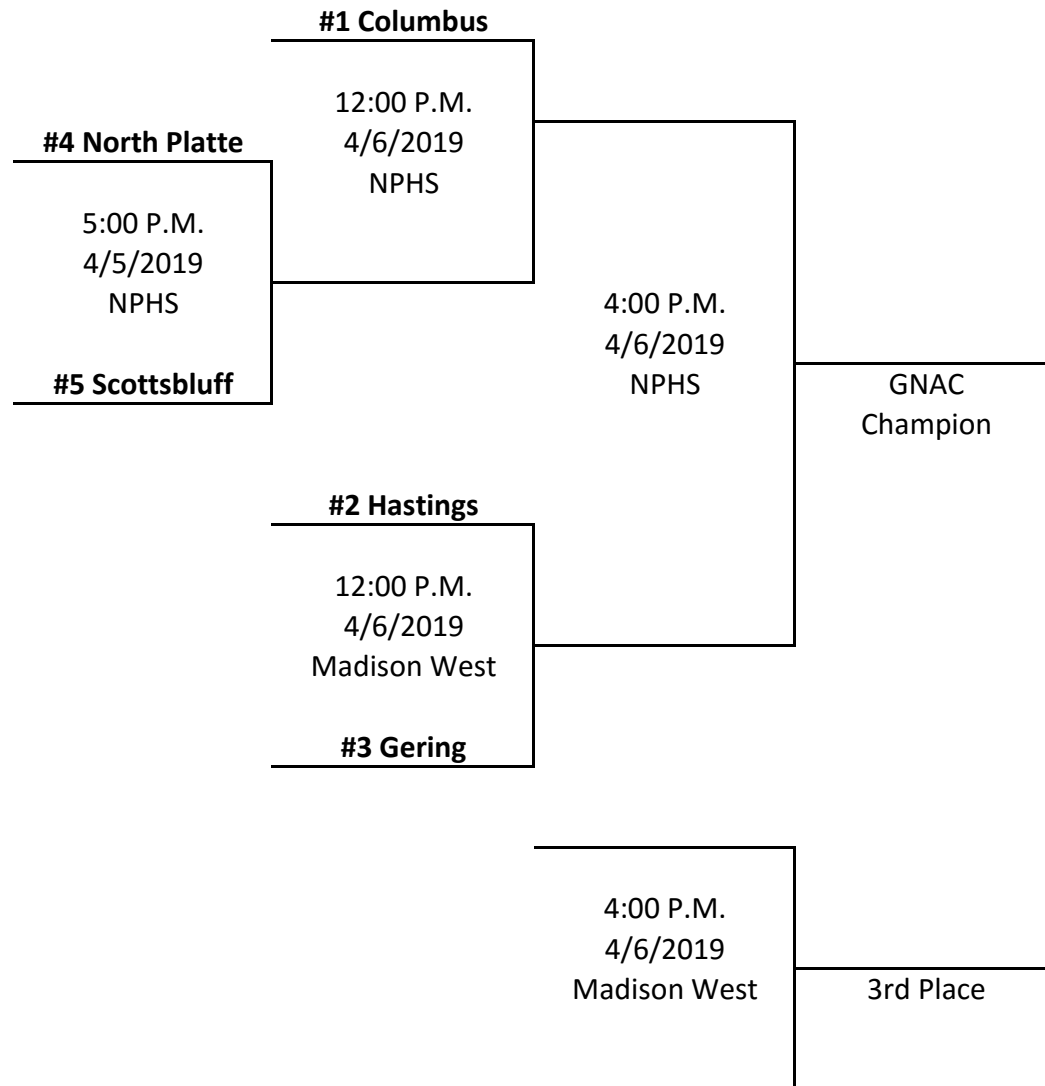 #1 Columbus
12:00 P.M.
4/6/2019
NPHS
#4 North Platte
5:00 P.M.
4/5/2019
NPHS
#5 Scottsbluff
4:00 P.M.
4/6/2019
NPHS
GNAC
Champion
#2 Hastings
12:00 P.M.
4/6/2019
Madison West
#3 Gering
4:00 P.M.
4/6/2019
Madison West
3rd Place